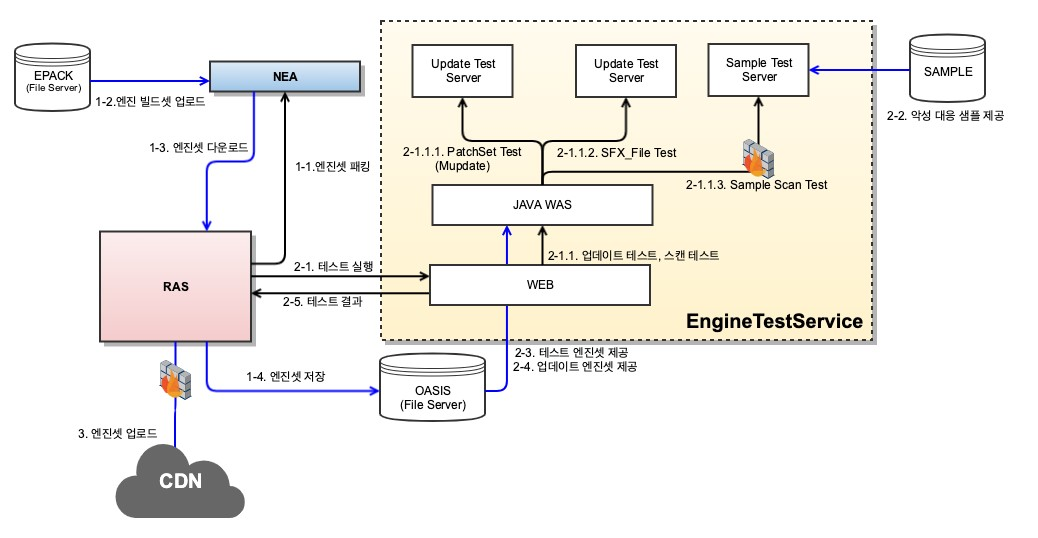 EPACK
(File Server)
1-2.엔진 빌드셋 업로드
NEA
1-3. 엔진셋 다운로드
1-1.엔진셋 패킹
Update Test
Server
Update Test
Server
Sample Test
Server
SAMPLE
2-2. 악성 대응 샘플 제공
2-1.1.1. PatchSet Test
(Mupdate)
2-1.1.2. SFX_File Test
2-1.1.3. Sample Scan Test
JAVA WAS
2-1.1. 업데이트 테스트, 스캔 테스트
RAS
2-1. 테스트 실행
2-5. 테스트 결과
WEB
EngineTestService
2-3. 테스트 엔진셋 제공
2-4. 업데이트 엔진셋 제공
1-4. 엔진셋 저장
OASIS
(File Server)
3. 엔진셋 업로드
CDN